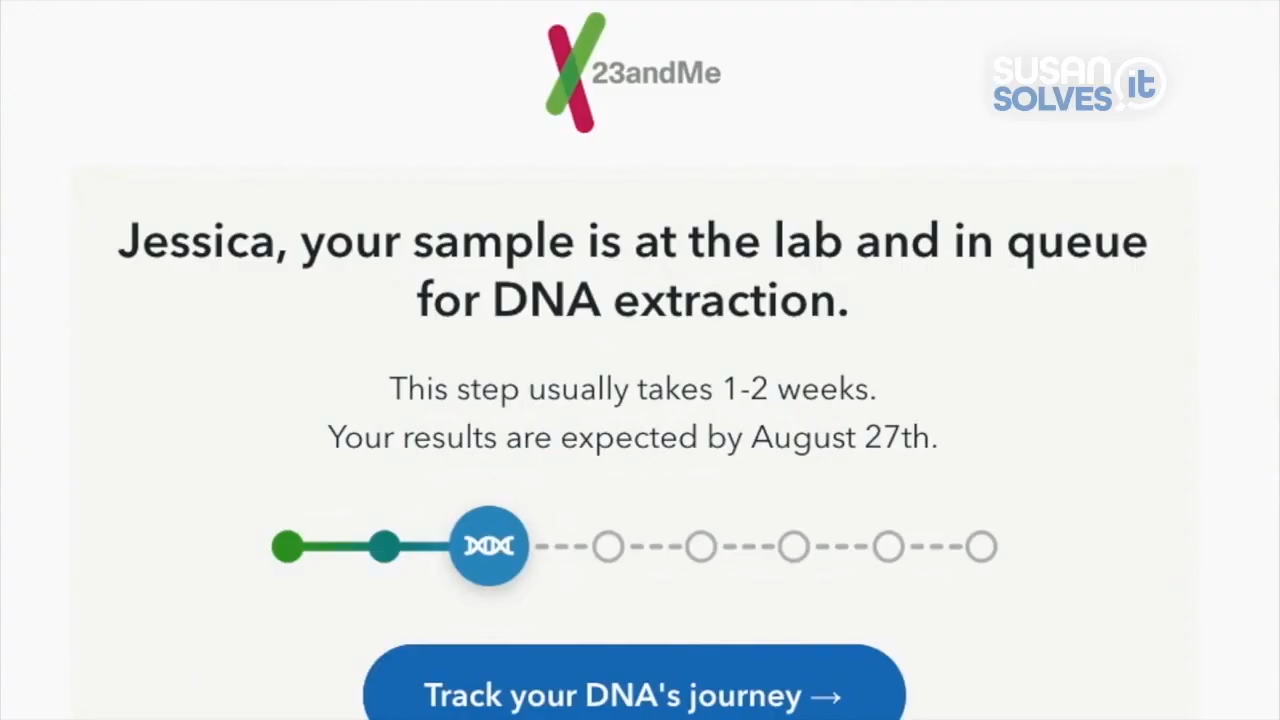 23andMe
SUSAN
SOLVES it
Jessica, your sample is at the lab and in queue
for DNA extraction.
This step usually takes 1-2 weeks.
Your results are expected by August 27th.
Track your DNA's journey →